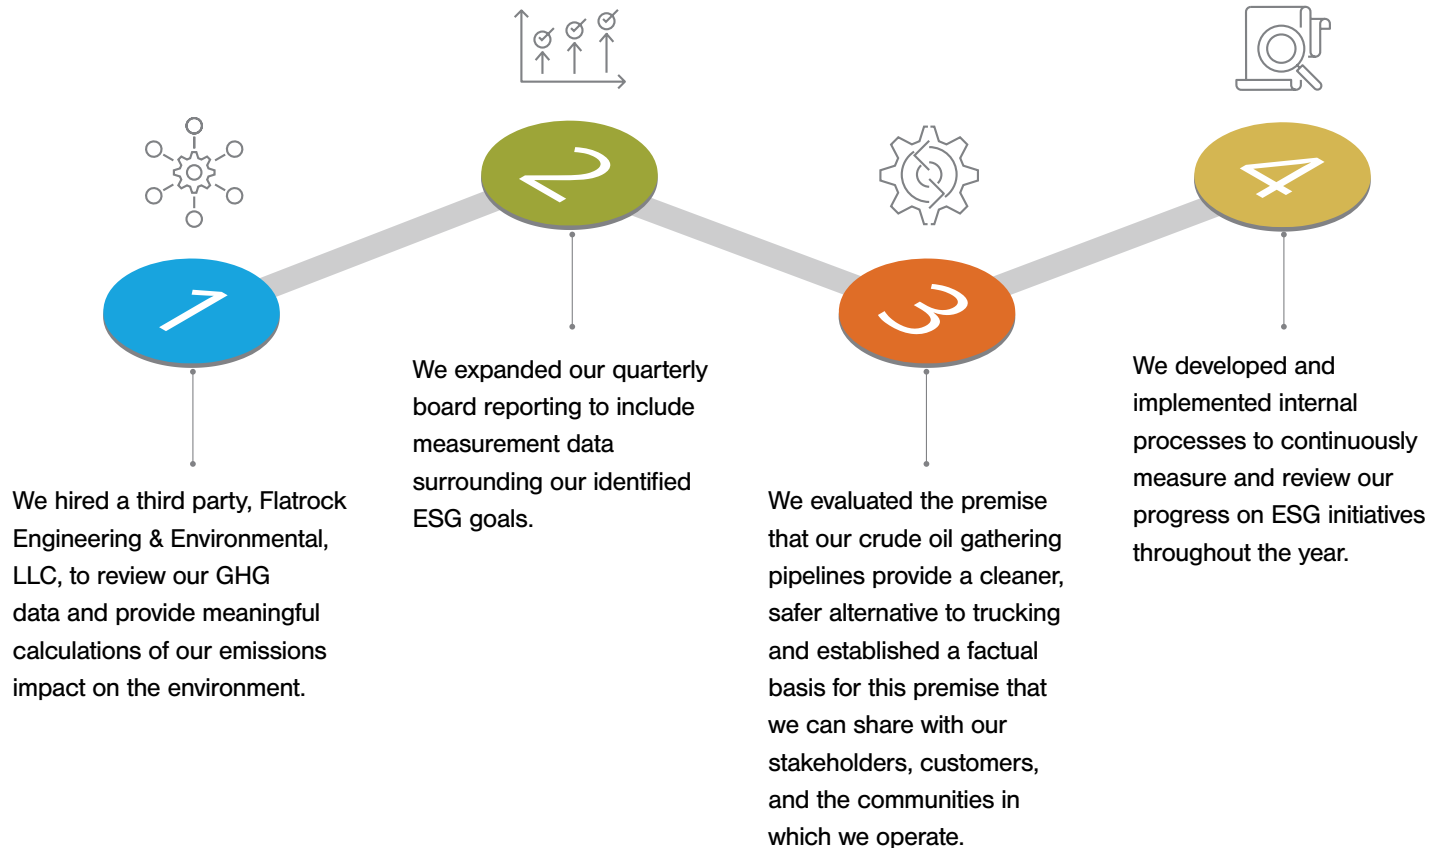 1
We hired a third party, Flatrock
Engineering & Environmental,
LLC, to review our GHG
data and provide meaningful
calculations of our emissions
impact on the environment.
2
We expanded our quarterly
board reporting to include
measurement data
surrounding our identified
ESG goals.
3
We evaluated the premise
that our crude oil gathering
pipelines provide a cleaner,
safer alternative to trucking
and established a factual
basis for this premise that
we can share with our
stakeholders, customers,
and the communities in
which we operate.
4
We developed and
implemented internal
processes to continuously
measure and review our
progress on ESG initiatives
throughout the year.